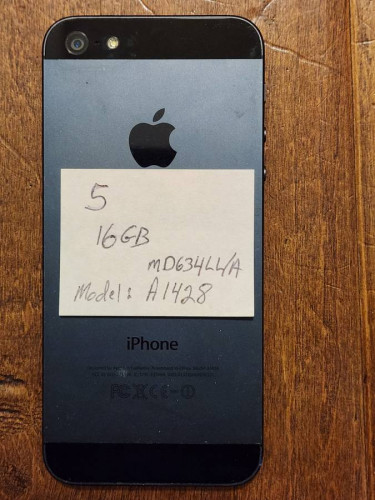 5
16GB
MD634LL/A
Model: A1428
iPhone